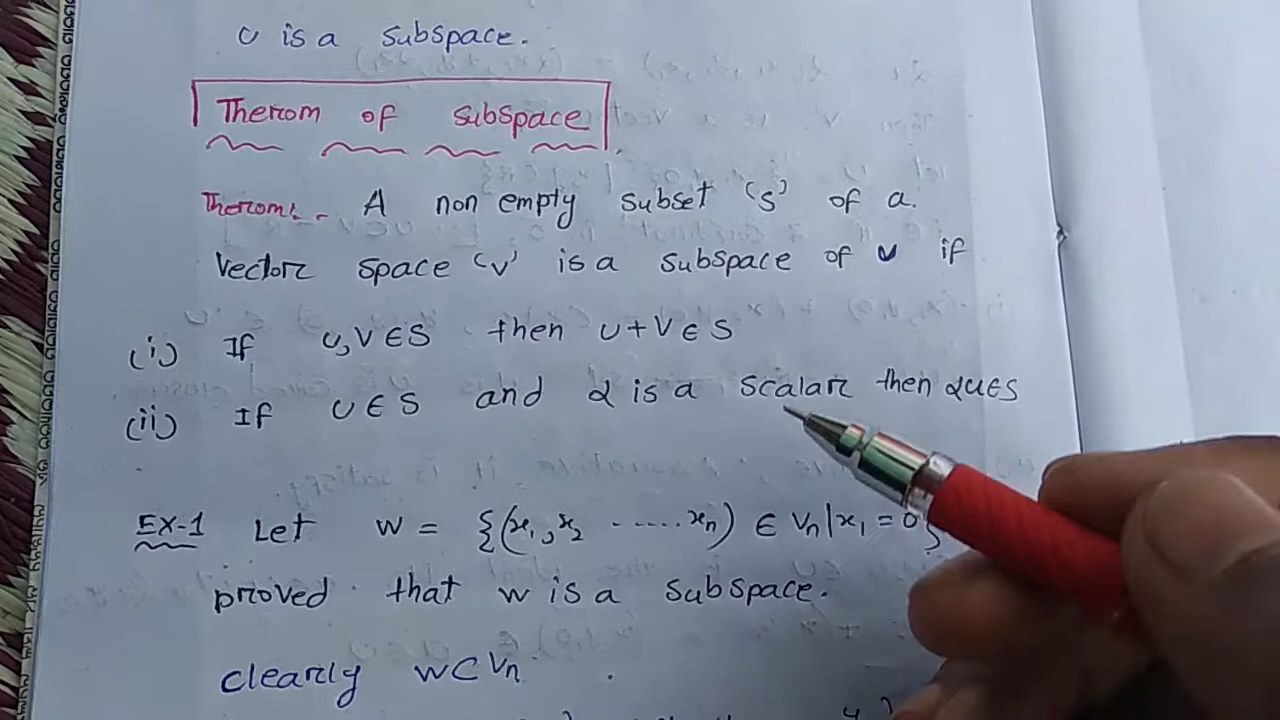 U is a subspace.
Therom of subspace
Therom:- A non empty subset 'S' of a.
Vector space 'V' is a subspace of V if
(i) If U,V ∈ S then U+V ∈ S
(ii) If U ∈ S and α is a scalar then αu∈S
EX-1 Let W = {(x₁,x₂ ......xₙ) ∈ Vₙ|x₁=0}
proved that W is a subspace.
clearly W⊂Vₙ